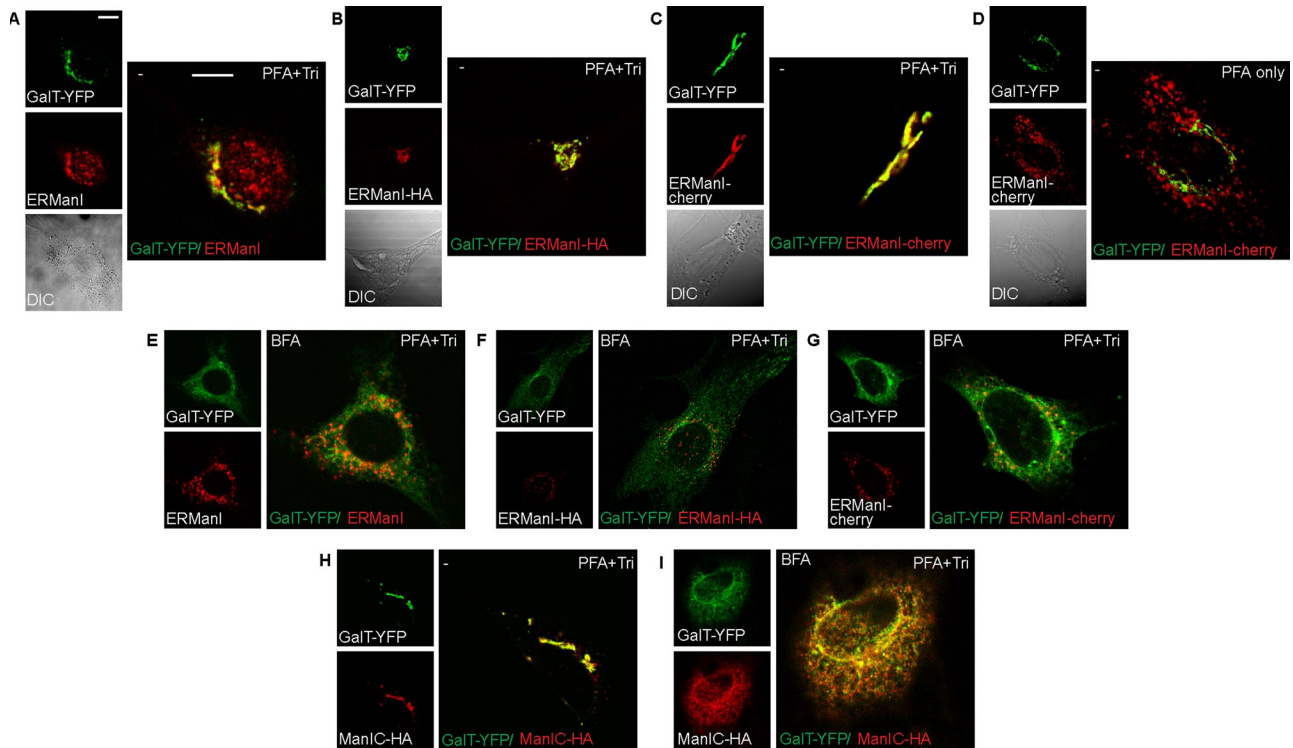 A
GalT-YFP
ERManI
DIC
- PFA+Tri
GalT-YFP/ ERManI
B
GalT-YFP
ERManI-HA
DIC
- PFA+Tri
GalT-YFP/ ERManI-HA
C
GalT-YFP
ERManI-
cherry
DIC
- PFA+Tri
GalT-YFP/ ERManI-cherry
D
GalT-YFP
ERManI-
cherry
DIC
- PFA only
GalT-YFP/ ERManI-cherry
E
GalT-YFP
ERManI
BFA PFA+Tri
GalT-YFP/ ERManI
F
GalT-YFP
ERManI-HA
BFA PFA+Tri
GalT-YFP/ ERManI-HA
G
GalT-YFP
ERManI-
cherry
BFA PFA+Tri
GalT-YFP/ ERManI-cherry
H
GalT-YFP
ManIC-HA
- PFA+Tri
GalT-YFP/ ManIC-HA
I
GalT-YFP
ManIC-HA
BFA PFA+Tri
GalT-YFP/ ManIC-HA